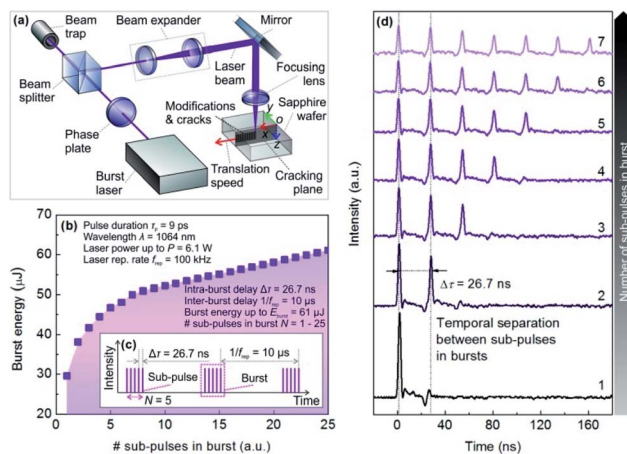 (a)
Beam
trap
Beam expander
Mirror
Laser
beam
Focusing
lens
Beam
splitter
Modifications
& cracks
Sapphire
wafer
y
o
x
z
Phase
plate
Translation
speed
Cracking
plane
Burst
laser
(b)
Pulse duration τp = 9 ps
Wavelength λ = 1064 nm
Laser power up to P = 6.1 W
Laser rep. rate frep = 100 kHz
Intra-burst delay Δτ = 26.7 ns
Inter-burst delay 1/frep = 10 μs
Burst energy up to Eburst = 61 μJ
# sub-pulses in burst N = 1 - 25
Burst energy (μJ)
70
60
50
40
30
20
(c)
Intensity
Δτ = 26.7 ns
1/frep = 10 μs
Sub-pulse
Burst
N = 5
Time
0 5 10 15 20 25
# sub-pulses in burst (a.u.)
(d)
Intensity (a.u.)
7
6
5
4
3
2
Δτ = 26.7 ns
Temporal separation
between sub-pulses
in bursts
1
0 40 80 120 160
Time (ns)
Number of sub-pulses in burst